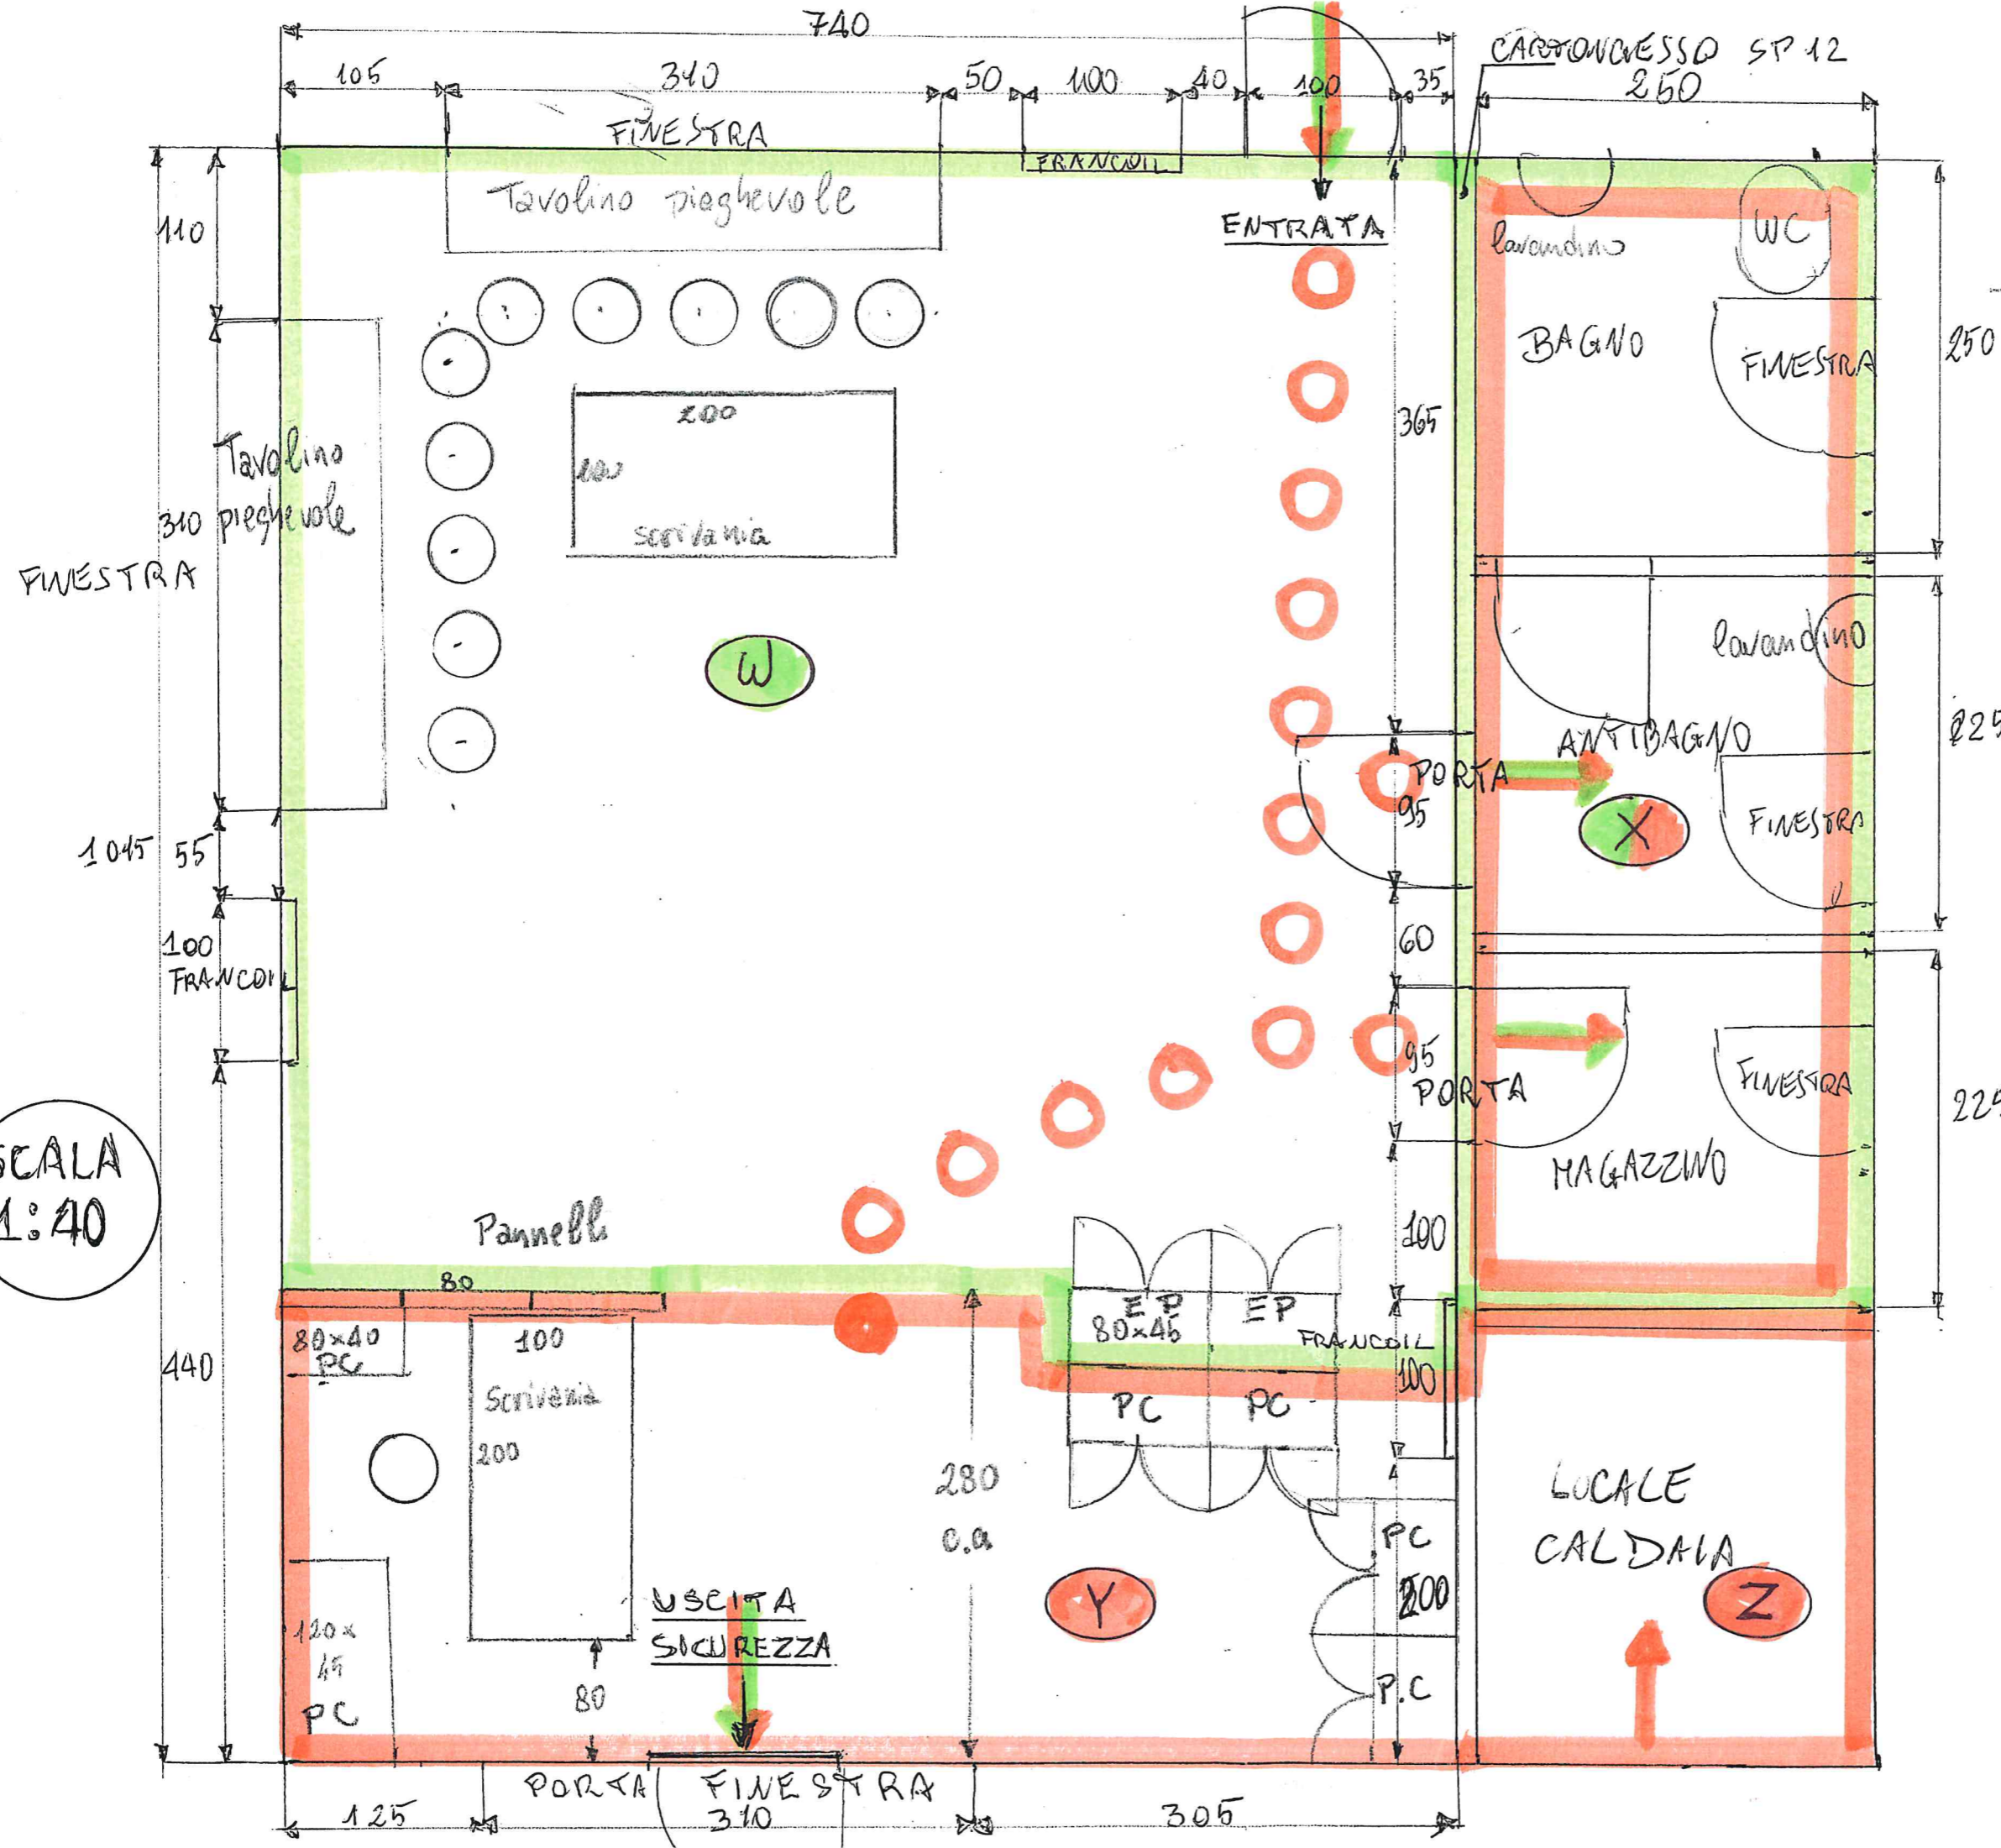 740
CARTONGESSO SP 12
105
310
50
100
40
100
35
250
FINESTRA
FRANCOIL
Tavolino pieghevole
ENTRATA
lavandino
WC
110
BAGNO
FINESTRA
250
200
100
scrivania
365
Tavolino
pieghevole
310
FINESTRA
W
lavandino
ANTIBAGNO
225
PORTA
95
X
FINESTRA
1045
55
100
FRANCOIL
60
95
PORTA
FINESTRA
225
MAGAZZINO
SCALA
1:40
Pannelli
100
80
80x40
PC
100
Scrivania
200
EP
EP
80x45
FRANCOIL
100
PC
PC
440
280
c.a
LOCALE
CALDAIA
PC
200
P.C
USCITA
SICUREZZA
Y
Z
120x
45
PC
80
PORTA FINESTRA
125
310
305